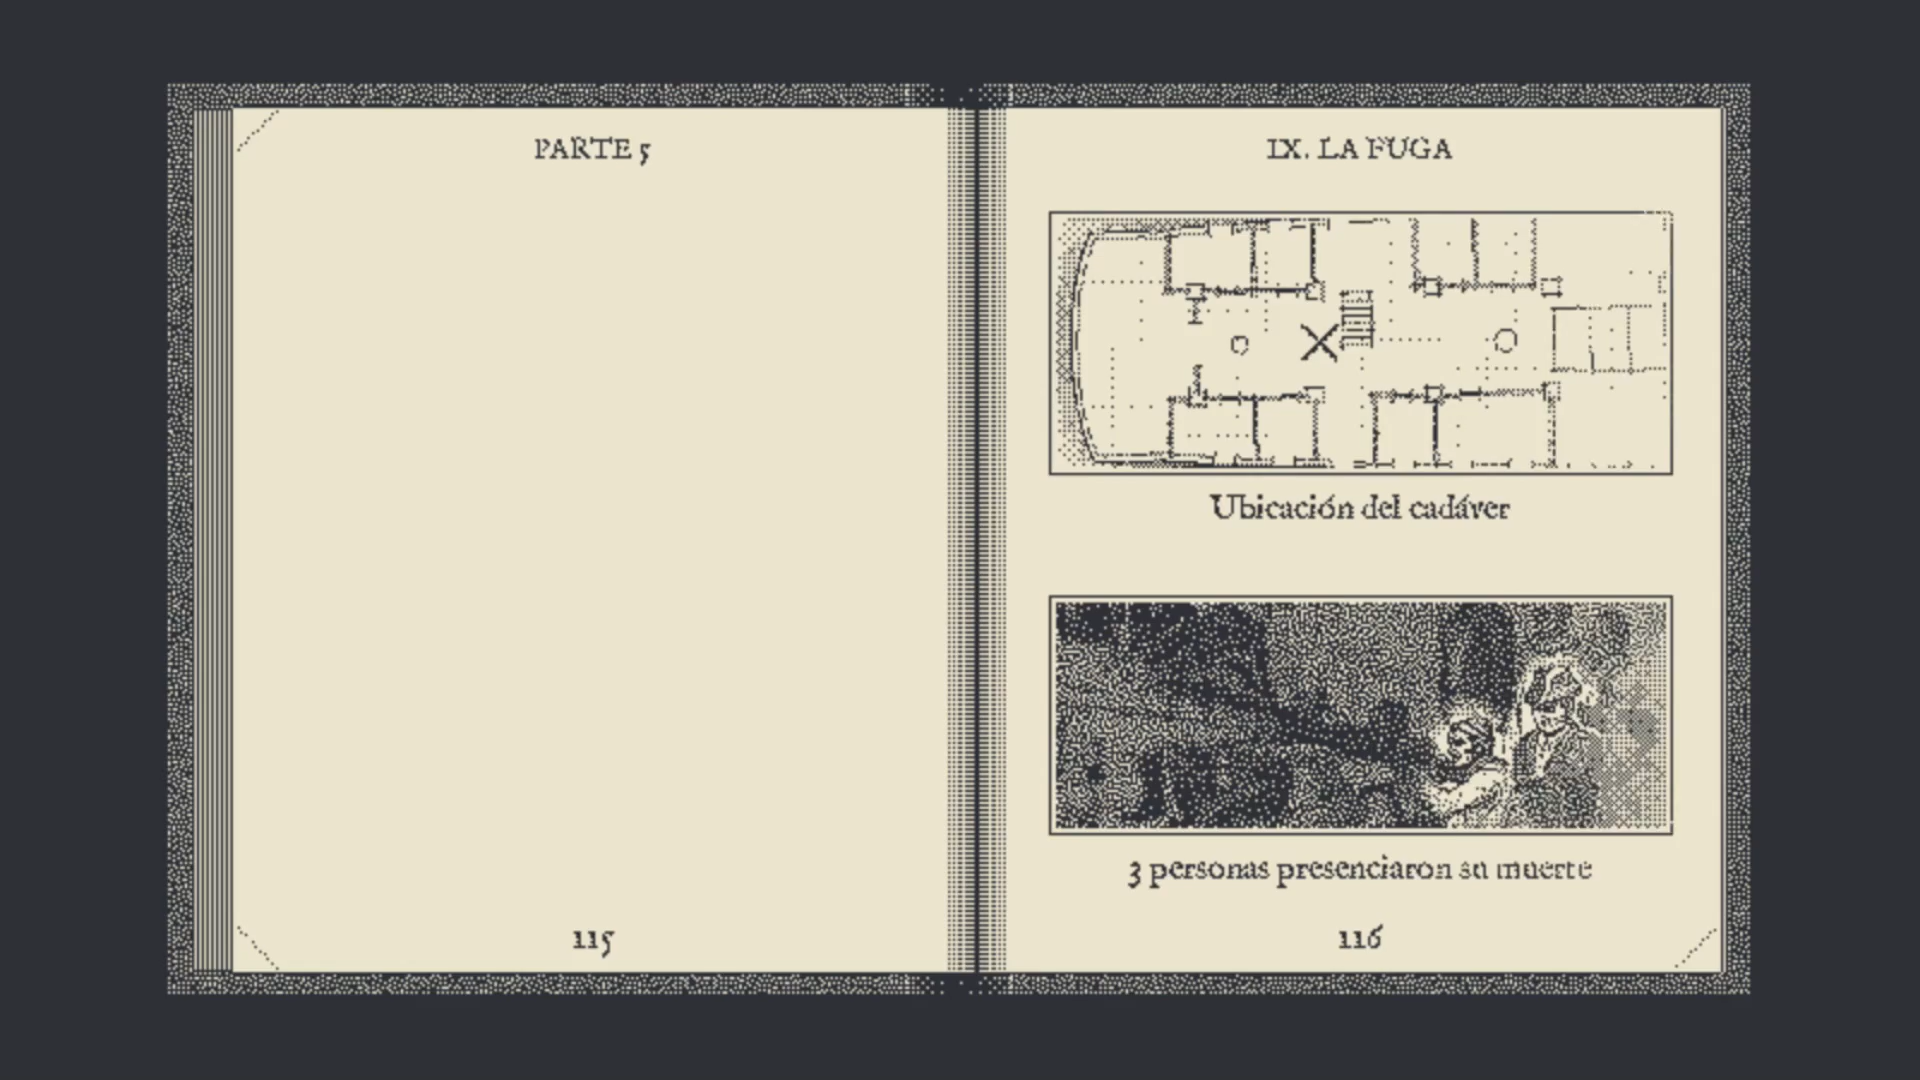 PARTE 5
115
IX. LA FUGA
Ubicación del cadáver
3 personas presenciaron su muerte
116